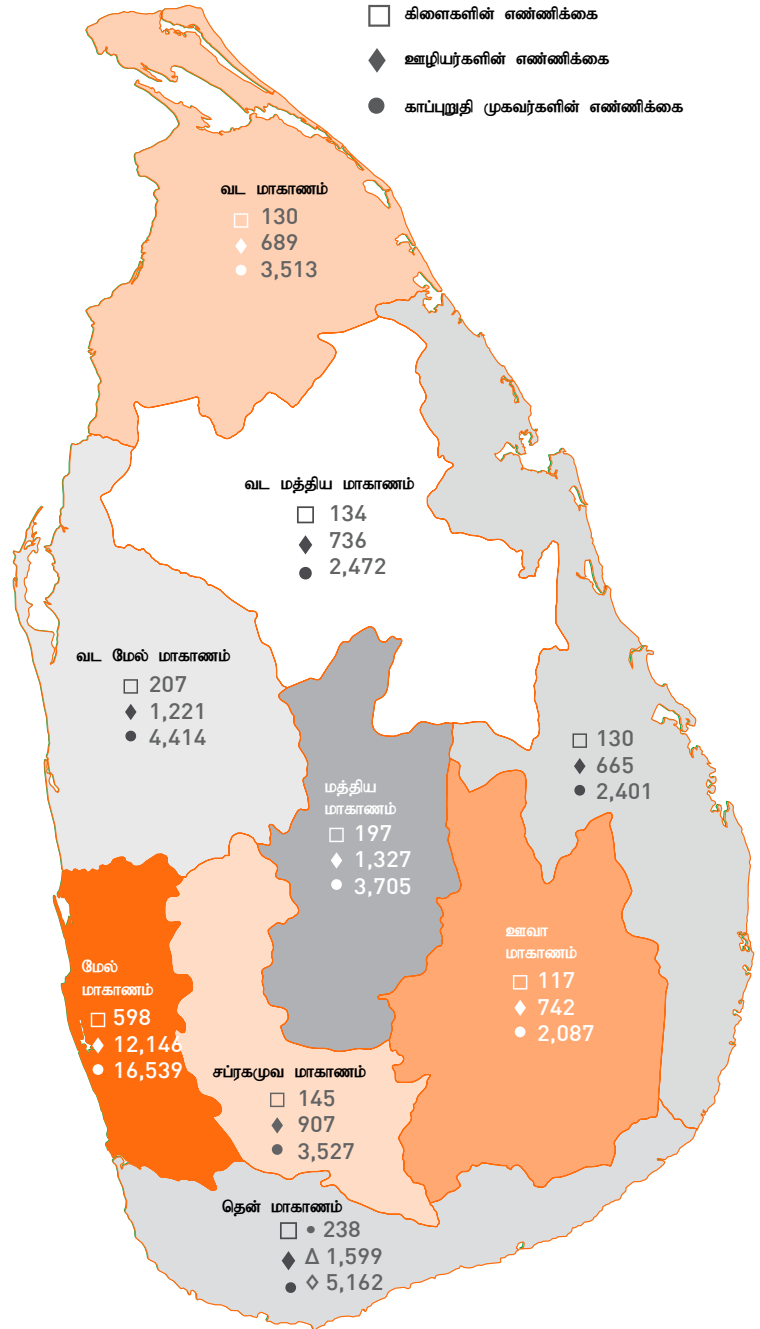 □ கிளைகளின் எண்ணிக்கை
◆ ஊழியர்களின் எண்ணிக்கை
● காப்புறுதி முகவர்களின் எண்ணிக்கை
வட மாகாணம்
□ 130
◆ 689
● 3,513
வட மத்திய மாகாணம்
□ 134
◆ 736
● 2,472
வட மேல் மாகாணம்
□ 207
◆ 1,221
● 4,414
□ 130
◆ 665
● 2,401
மத்திய
மாகாணம்
□ 197
◆ 1,327
● 3,705
ஊவா
மாகாணம்
□ 117
◆ 742
● 2,087
மேல்
மாகாணம்
□ 598
◆ 12,146
● 16,539
சப்ரகமுவ மாகாணம்
□ 145
◆ 907
● 3,527
தென் மாகாணம்
□ • 238
◆ Δ 1,599
● ◊ 5,162